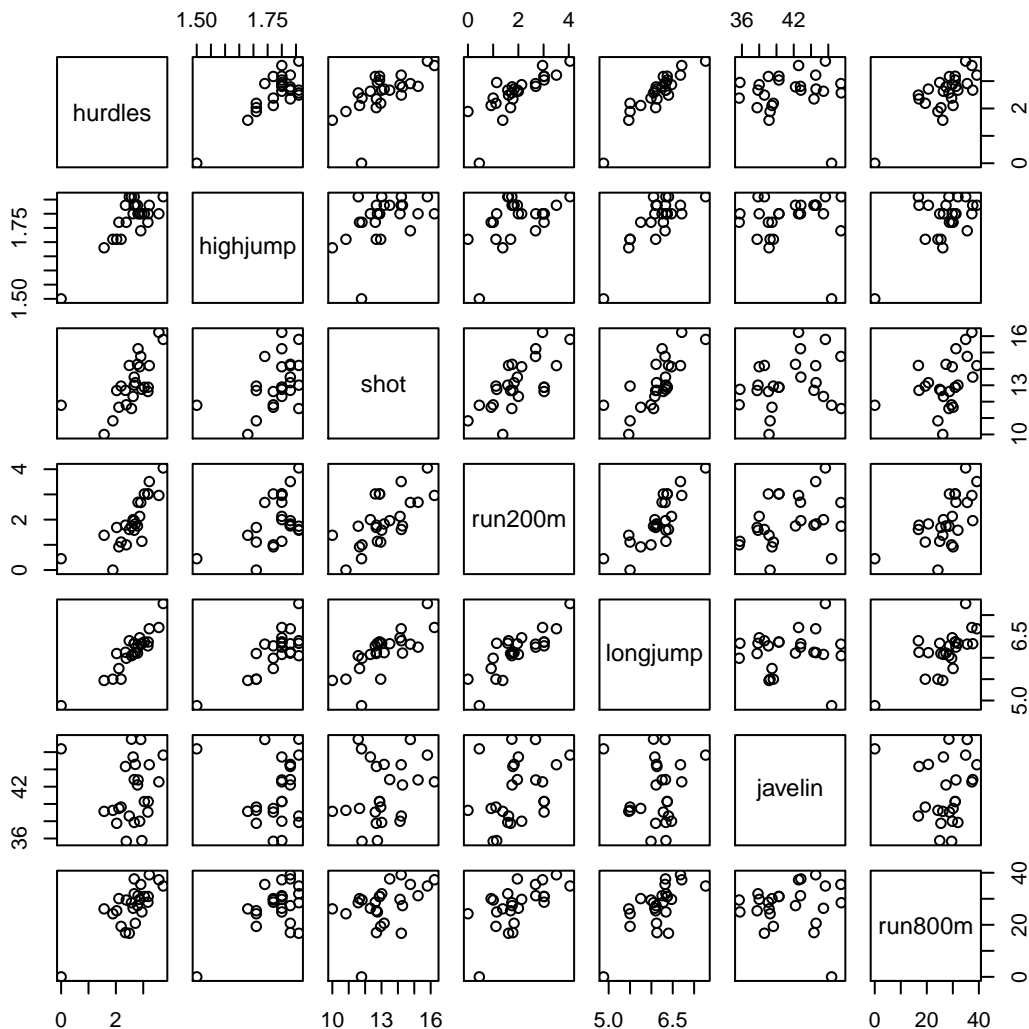 1.50 1.75 0 2 4 36 42
hurdles 0 2
1.50 1.75 highjump
shot 10 13 16
0 2 4 run200m
longjump 5.0 6.5
36 42 javelin
run800m 0 20 40
0 2 10 13 16 5.0 6.5 0 20 40